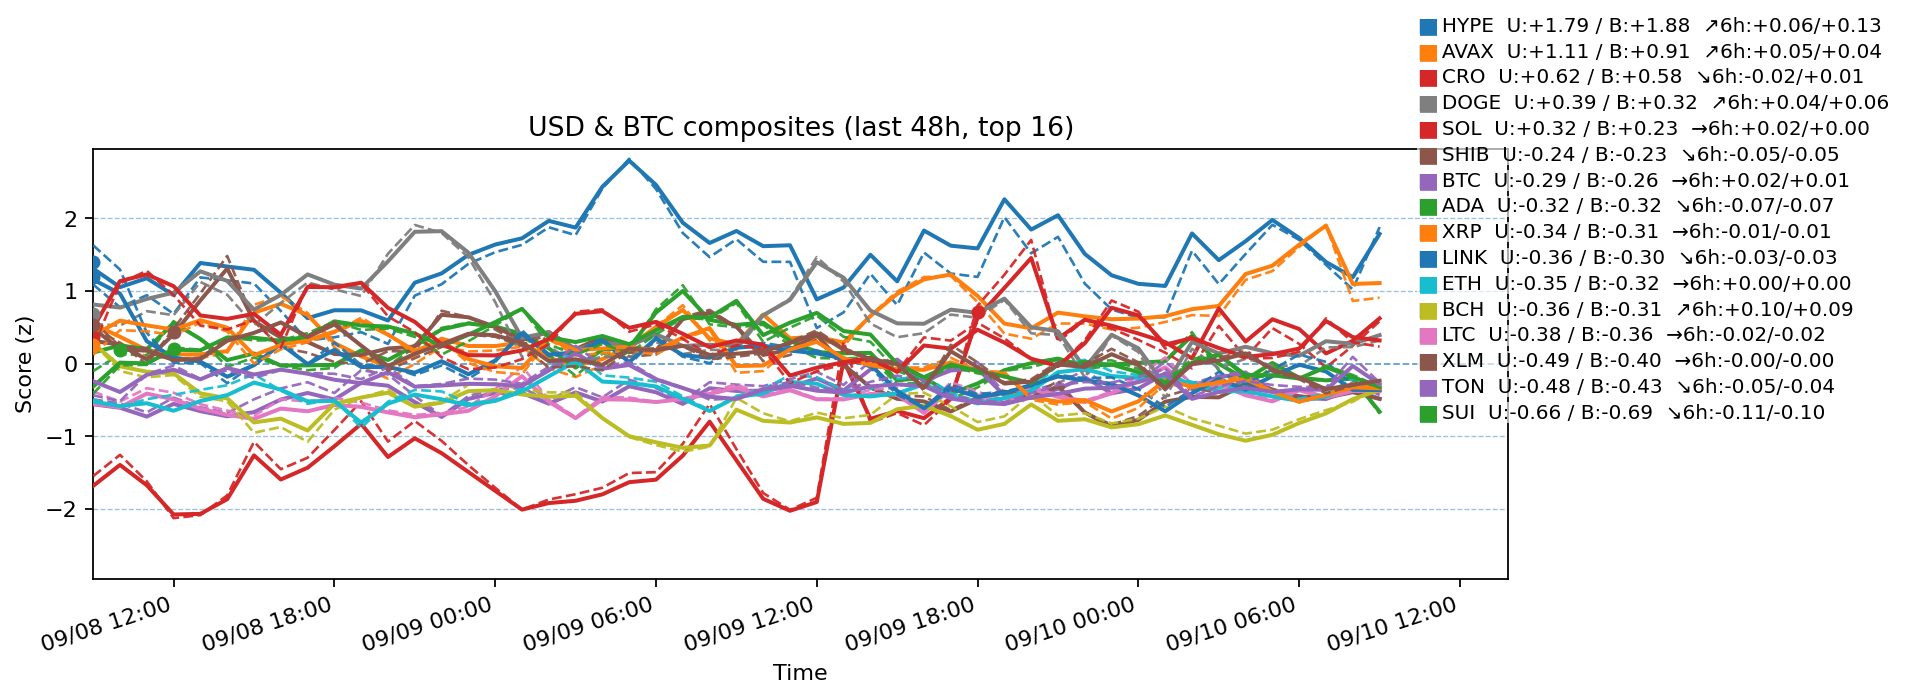 HYPE U:+1.79 / B:+1.88 ↗6h:+0.06/+0.13
AVAX U:+1.11 / B:+0.91 ↗6h:+0.05/+0.04
CRO U:+0.62 / B:+0.58 ↘6h:-0.02/+0.01
DOGE U:+0.39 / B:+0.32 ↗6h:+0.04/+0.06
SOL U:+0.32 / B:+0.23 →6h:+0.02/+0.00
SHIB U:-0.24 / B:-0.23 ↘6h:-0.05/-0.05
BTC U:-0.29 / B:-0.26 →6h:+0.02/+0.01
ADA U:-0.32 / B:-0.32 ↘6h:-0.07/-0.07
XRP U:-0.34 / B:-0.31 →6h:-0.01/-0.01
LINK U:-0.36 / B:-0.30 ↘6h:-0.03/-0.03
ETH U:-0.35 / B:-0.32 →6h:+0.00/+0.00
BCH U:-0.36 / B:-0.31 ↗6h:+0.10/+0.09
LTC U:-0.38 / B:-0.36 →6h:-0.02/-0.02
XLM U:-0.49 / B:-0.40 →6h:-0.00/-0.00
TON U:-0.48 / B:-0.43 ↘6h:-0.05/-0.04
SUI U:-0.66 / B:-0.69 ↘6h:-0.11/-0.10
USD & BTC composites (last 48h, top 16)
Score (z)
2
1
0
−1
−2
09/08 12:00
09/08 18:00
09/09 00:00
09/09 06:00
09/09 12:00
09/09 18:00
09/10 00:00
09/10 06:00
09/10 12:00
Time